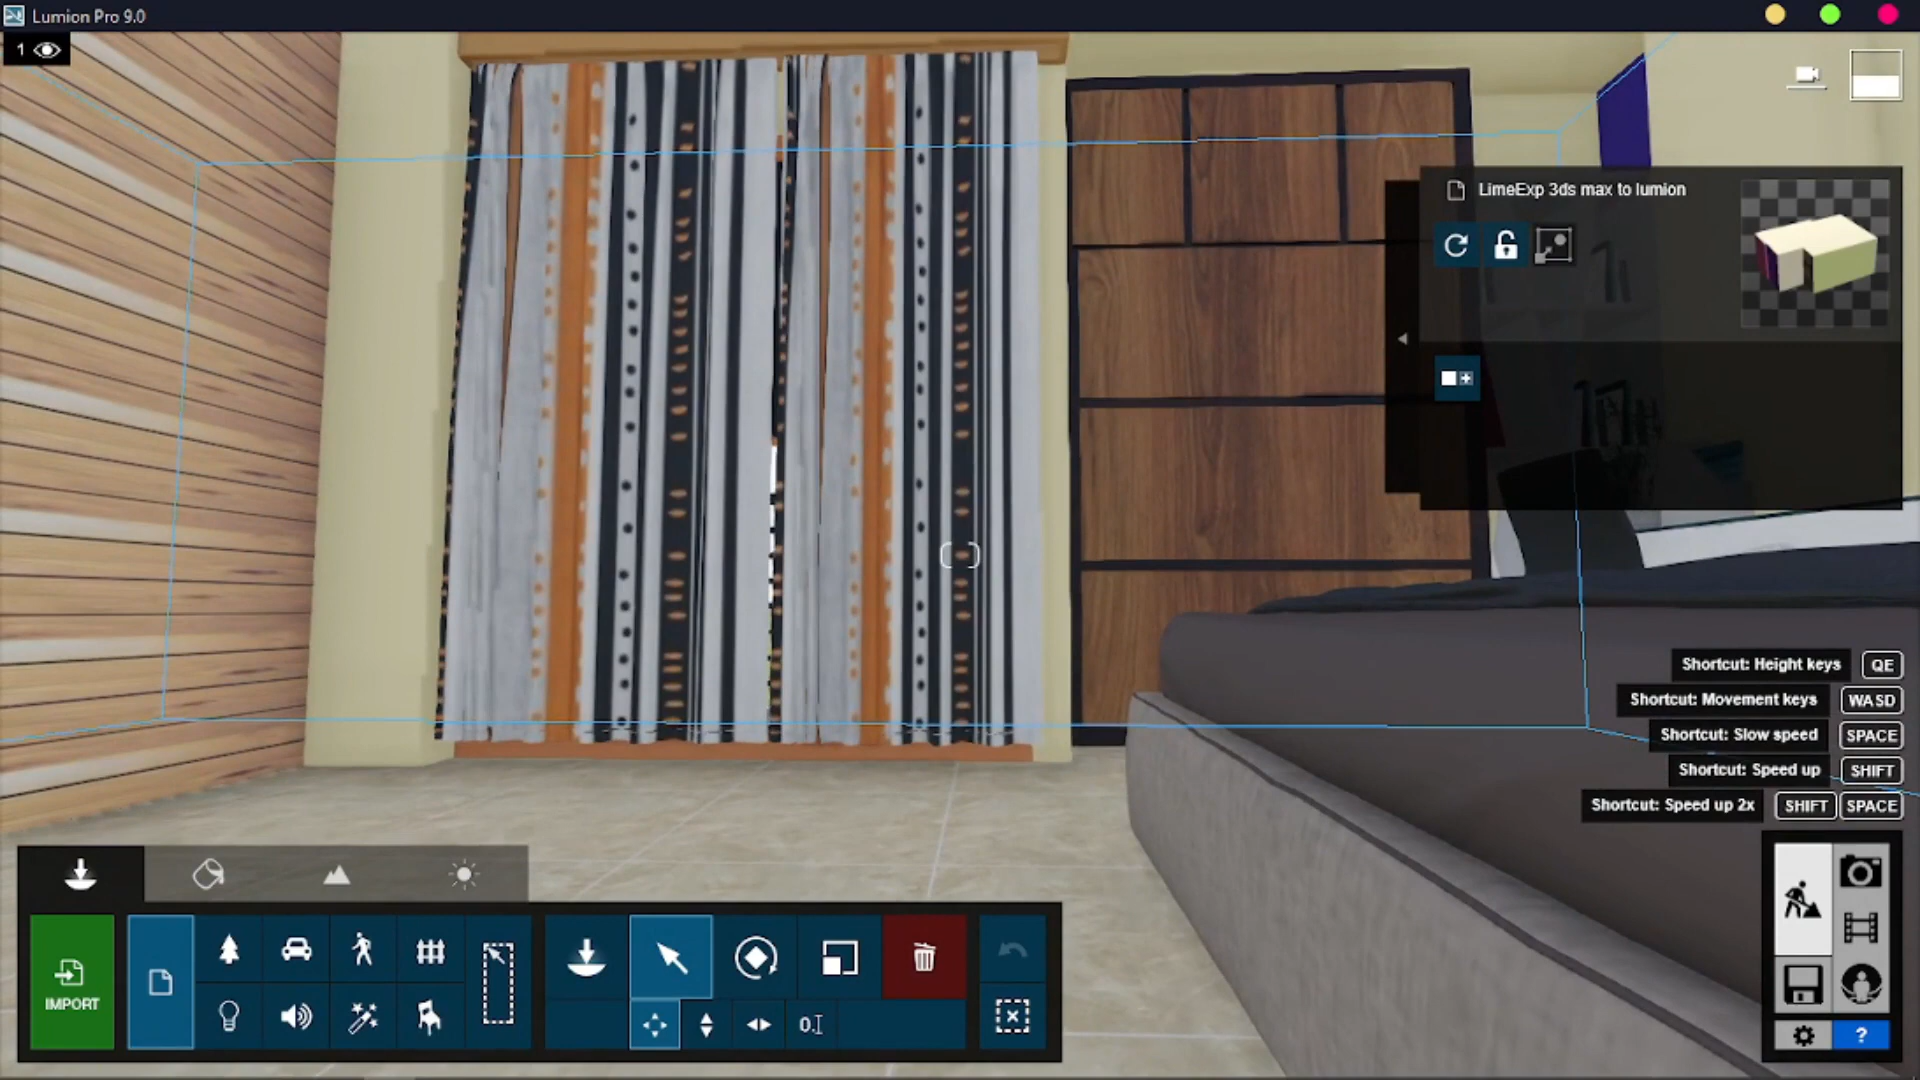 Lumion Pro 9.0
1
LimeExp 3ds max to lumion
Shortcut: Height keys QE
Shortcut: Movement keys WASD
Shortcut: Slow speed SPACE
Shortcut: Speed up SHIFT
Shortcut: Speed up 2x SHIFT SPACE
IMPORT
?